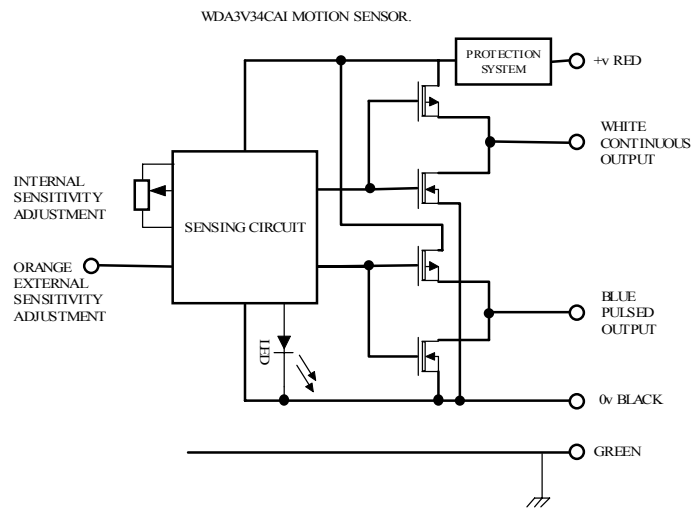 WDA3V34CAI MOTION SENSOR.
PROTECTION
SYSTEM
+v RED
WHITE
CONTINUOUS
OUTPUT
INTERNAL
SENSITIVITY
ADJUSTMENT
SENSING CIRCUIT
ORANGE
EXTERNAL
SENSITIVITY
ADJUSTMENT
BLUE
PULSED
OUTPUT
LED
0v BLACK
GREEN